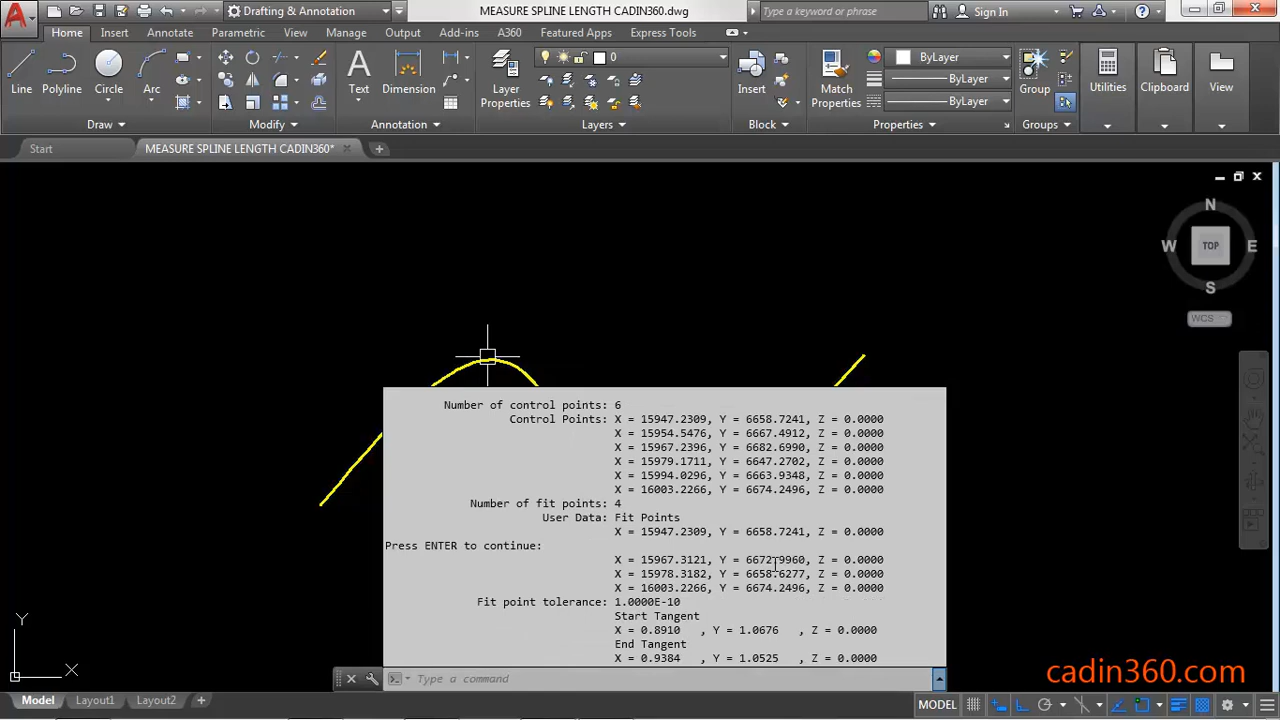 Drafting & Annotation
MEASURE SPLINE LENGTH CADIN360.dwg
Type a keyword or phrase
Sign In
Home Insert Annotate Parametric View Manage Output Add-ins A360 Featured Apps Express Tools
0
ByLayer
ByLayer
ByLayer
Line Polyline Circle Arc Text Dimension Layer Properties Insert Match Properties Group Utilities Clipboard View
Draw Modify Annotation Layers Block Properties Groups
Start MEASURE SPLINE LENGTH CADIN360*
N
W TOP E
S
WCS
Number of control points: 6
Control Points: X = 15947.2309, Y = 6658.7241, Z = 0.0000
X = 15954.5476, Y = 6667.4912, Z = 0.0000
X = 15967.2396, Y = 6682.6990, Z = 0.0000
X = 15979.1711, Y = 6647.2702, Z = 0.0000
X = 15994.0296, Y = 6663.9348, Z = 0.0000
X = 16003.2266, Y = 6674.2496, Z = 0.0000
Number of fit points: 4
User Data: Fit Points
X = 15947.2309, Y = 6658.7241, Z = 0.0000
Press ENTER to continue:
X = 15967.3121, Y = 6672.9960, Z = 0.0000
X = 15978.3182, Y = 6658.6277, Z = 0.0000
X = 16003.2266, Y = 6674.2496, Z = 0.0000
Fit point tolerance: 1.0000E-10
Start Tangent
X = 0.8910 , Y = 1.0676 , Z = 0.0000
End Tangent
X = 0.9384 , Y = 1.0525 , Z = 0.0000
Type a command
Y
X
cadin360.com
Model Layout1 Layout2
MODEL